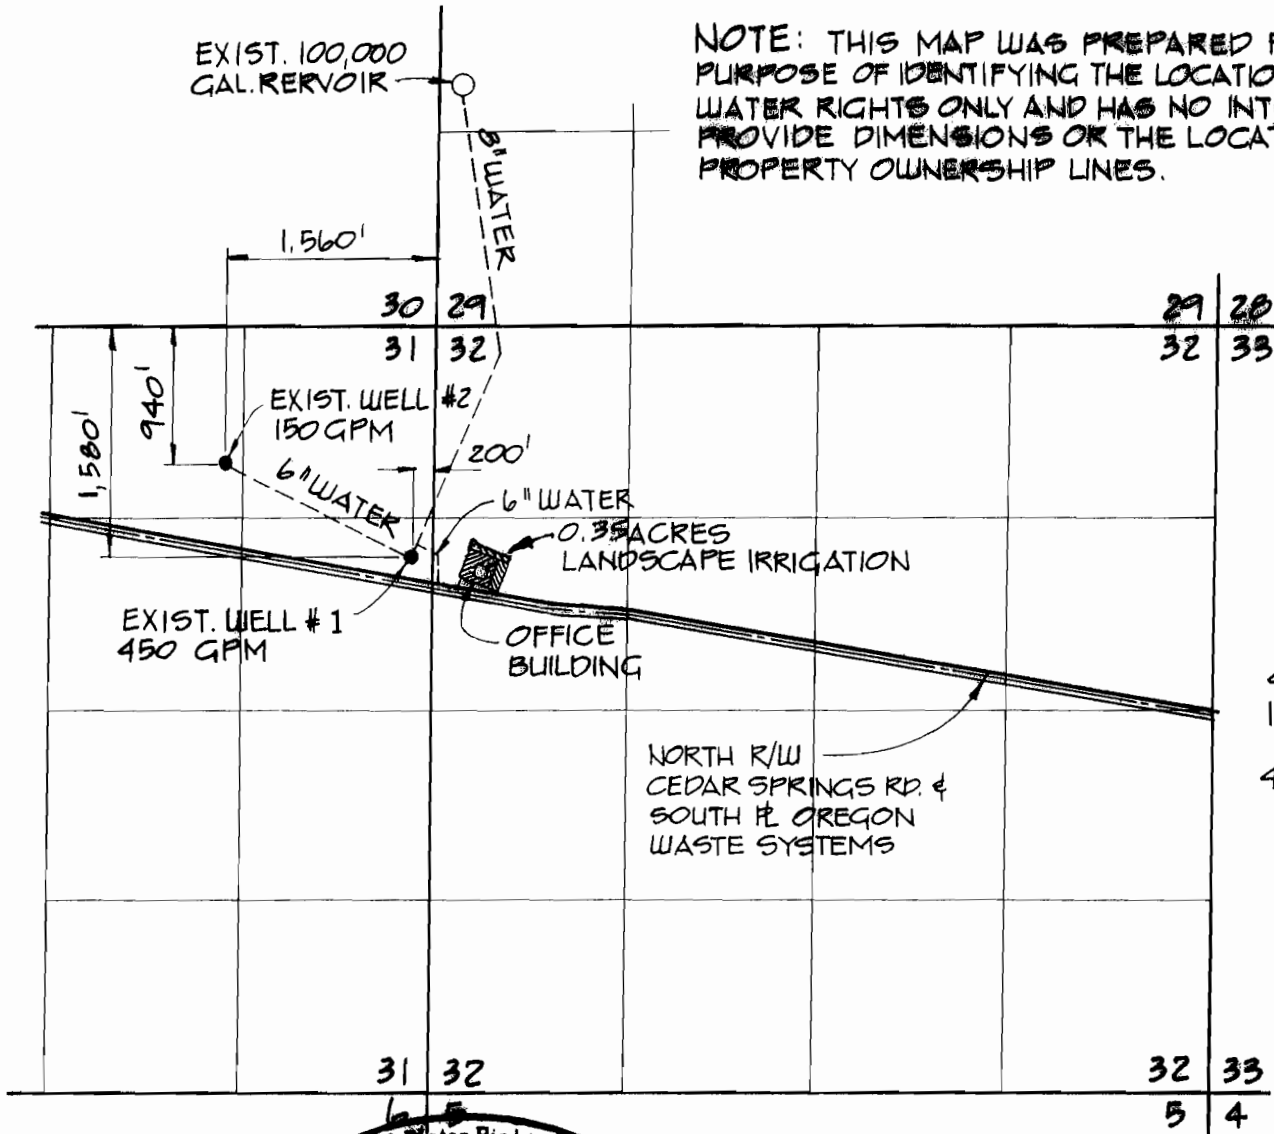 EXIST. 100,000
GAL. RERVOIR
NOTE: THIS MAP WAS PREPARED
PURPOSE OF IDENTIFYING THE LOCATIO
WATER RIGHTS ONLY AND HAS NO INT
PROVIDE DIMENSIONS OR THE LOCAT
PROPERTY OWNERSHIP LINES.
8" WATER
1,560'
30 29
29 28
31 32
32 33
1,580'
940'
EXIST. WELL #2
150 GPM
200'
6" WATER
6" WATER
0.35 ACRES
LANDSCAPE IRRIGATION
EXIST. WELL # 1
450 GPM
OFFICE
BUILDING
NORTH R/W
CEDAR SPRINGS RD. &
SOUTH PL OREGON
WASTE SYSTEMS
31 32
32 33
6 5
5 4